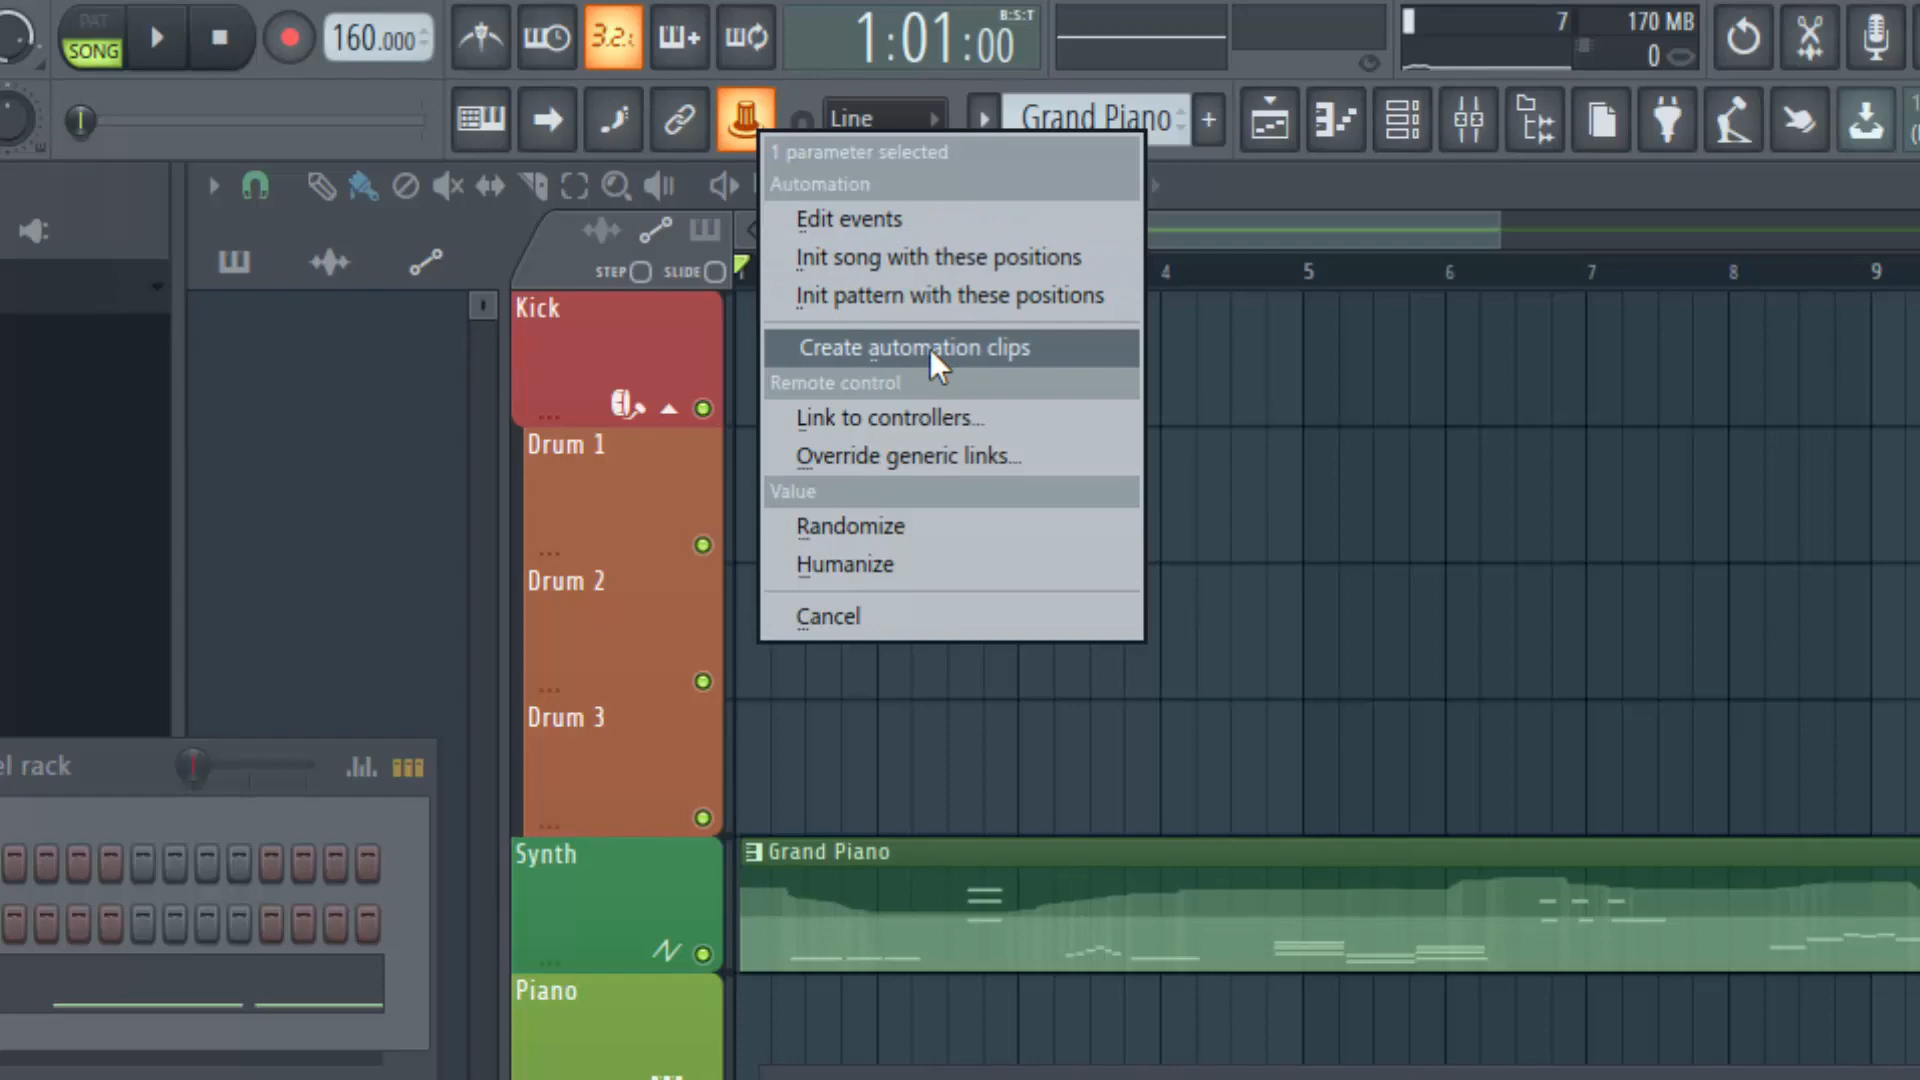 PAT
SONG
160.000
3.2.1
B:S:T
1:01:00
7
170 MB
0
Line
Grand Piano
+
1 parameter selected
Automation
Edit events
Init song with these positions
Init pattern with these positions
Create automation clips
Remote control
Link to controllers...
Override generic links...
Value
Randomize
Humanize
Cancel
STEP
SLIDE
4
5
6
7
8
9
Kick
Drum 1
Drum 2
Drum 3
Synth
Grand Piano
Piano
el rack